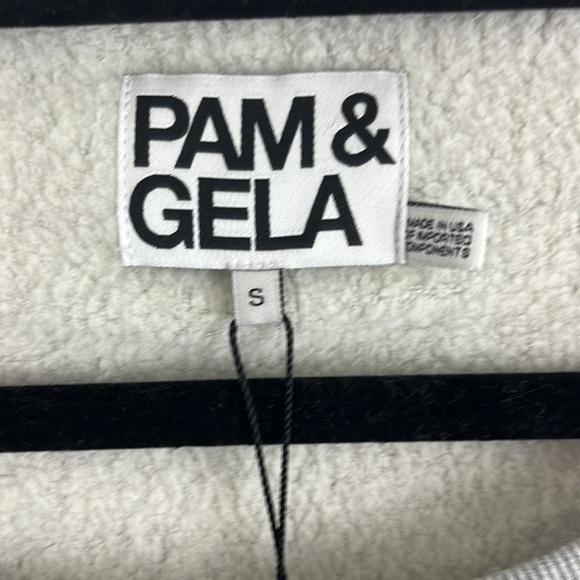 PAM &
GELA
MADE IN USA
OF IMPORTED
COMPONENTS
S